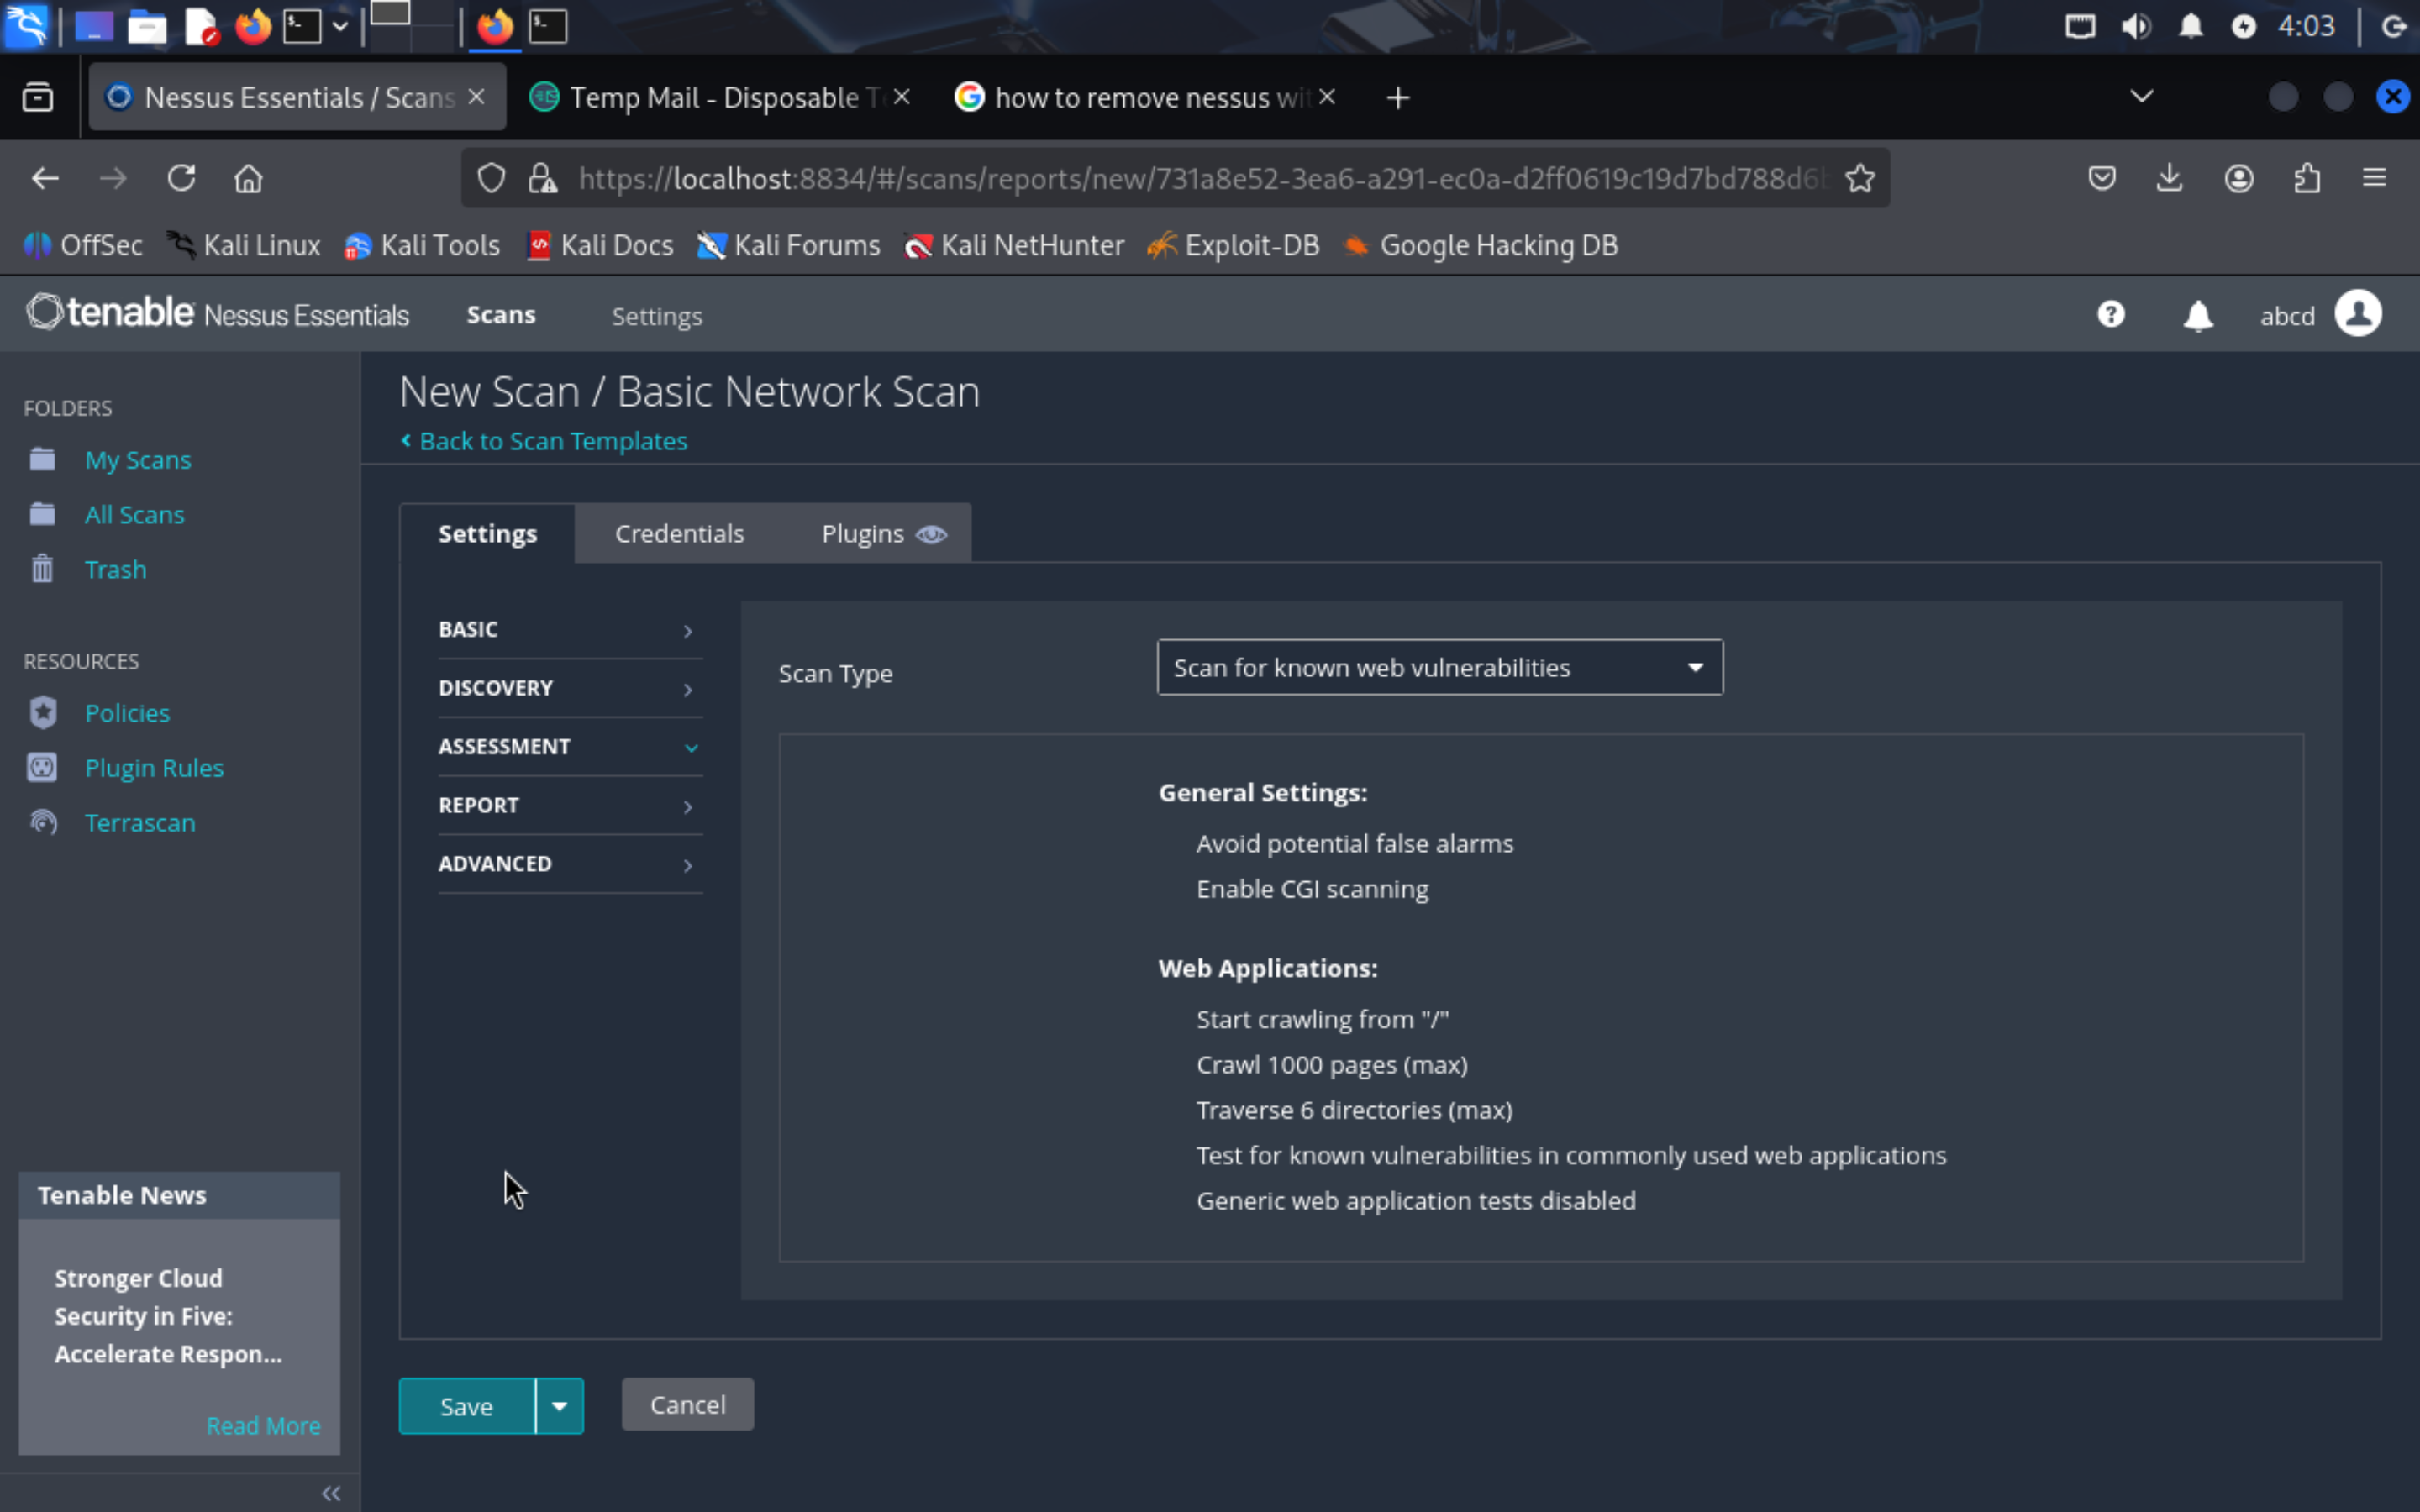 4:03
Nessus Essentials / Scans
Temp Mail - Disposable T
how to remove nessus wi
https://localhost:8834/#/scans/reports/new/731a8e52-3ea6-a291-ec0a-d2ff0619c19d7bd788d6
OffSec
Kali Linux
Kali Tools
Kali Docs
Kali Forums
Kali NetHunter
Exploit-DB
Google Hacking DB
tenable Nessus Essentials
Scans
Settings
abcd
FOLDERS
My Scans
All Scans
Trash
RESOURCES
Policies
Plugin Rules
Terrascan
Tenable News
Stronger Cloud
Security in Five:
Accelerate Respon...
Read More
New Scan / Basic Network Scan
Back to Scan Templates
Settings
Credentials
Plugins
BASIC
DISCOVERY
ASSESSMENT
REPORT
ADVANCED
Scan Type
Scan for known web vulnerabilities
General Settings:
Avoid potential false alarms
Enable CGI scanning
Web Applications:
Start crawling from "/"
Crawl 1000 pages (max)
Traverse 6 directories (max)
Test for known vulnerabilities in commonly used web applications
Generic web application tests disabled
Save
Cancel